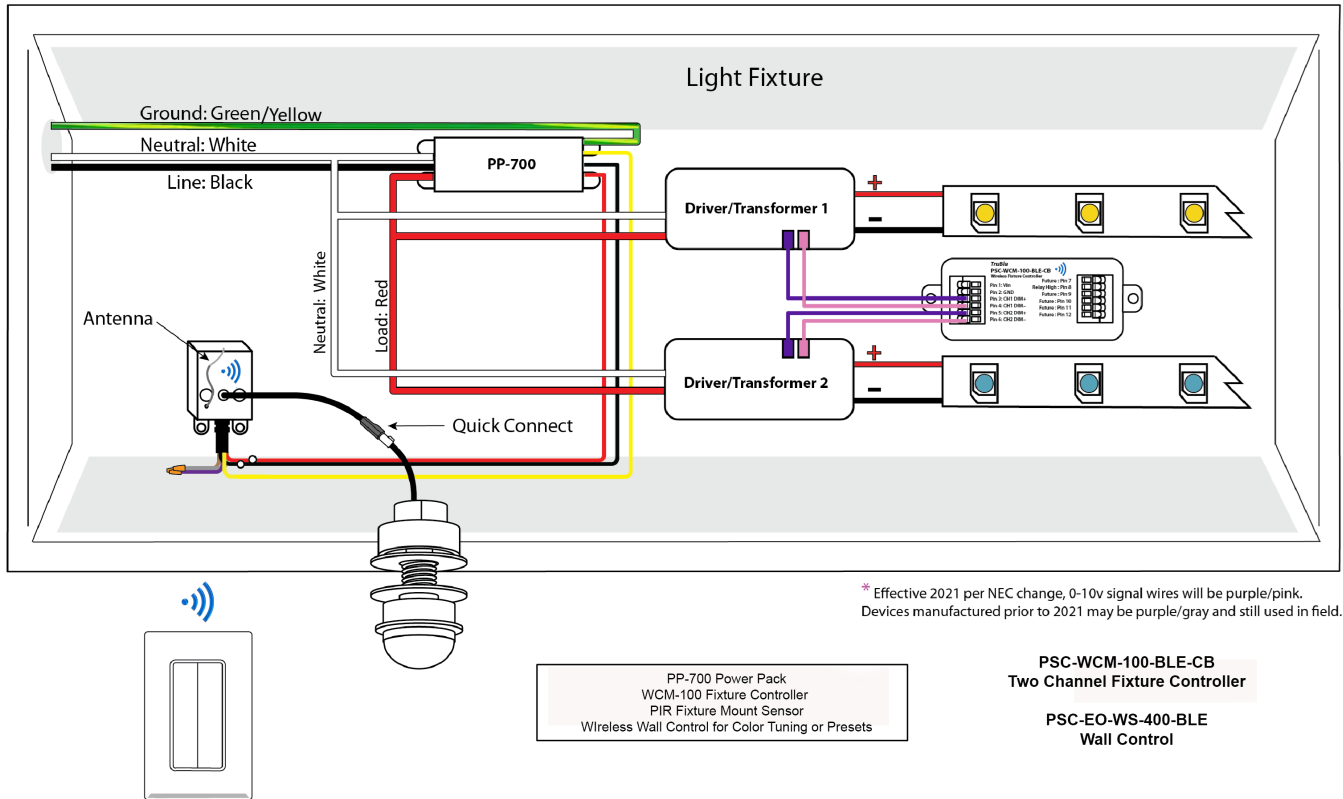 Light Fixture
Ground: Green/Yellow
Neutral: White
Line: Black
PP-700
Driver/Transformer 1
+
-
TruBle
PSC-WCM-100-BLE-CB
Wireless Fixture Controller
Pin 1: Vin
Pin 2: GND
Pin 3: CH1 DIM+
Pin 4: CH1 DIM-
Pin 5: CH2 DIM+
Pin 6: CH2 DIM-
Future : Pin 7
Relay High : Pin 8
Future : Pin 9
Future : Pin 10
Future : Pin 11
Future : Pin 12
Neutral: White
Load: Red
Antenna
Driver/Transformer 2
+
-
Quick Connect
* Effective 2021 per NEC change, 0-10v signal wires will be purple/pink.
Devices manufactured prior to 2021 may be purple/gray and still used in field.
PP-700 Power Pack
WCM-100 Fixture Controller
PIR Fixture Mount Sensor
WIreless Wall Control for Color Tuning or Presets
PSC-WCM-100-BLE-CB
Two Channel Fixture Controller
PSC-EO-WS-400-BLE
Wall Control